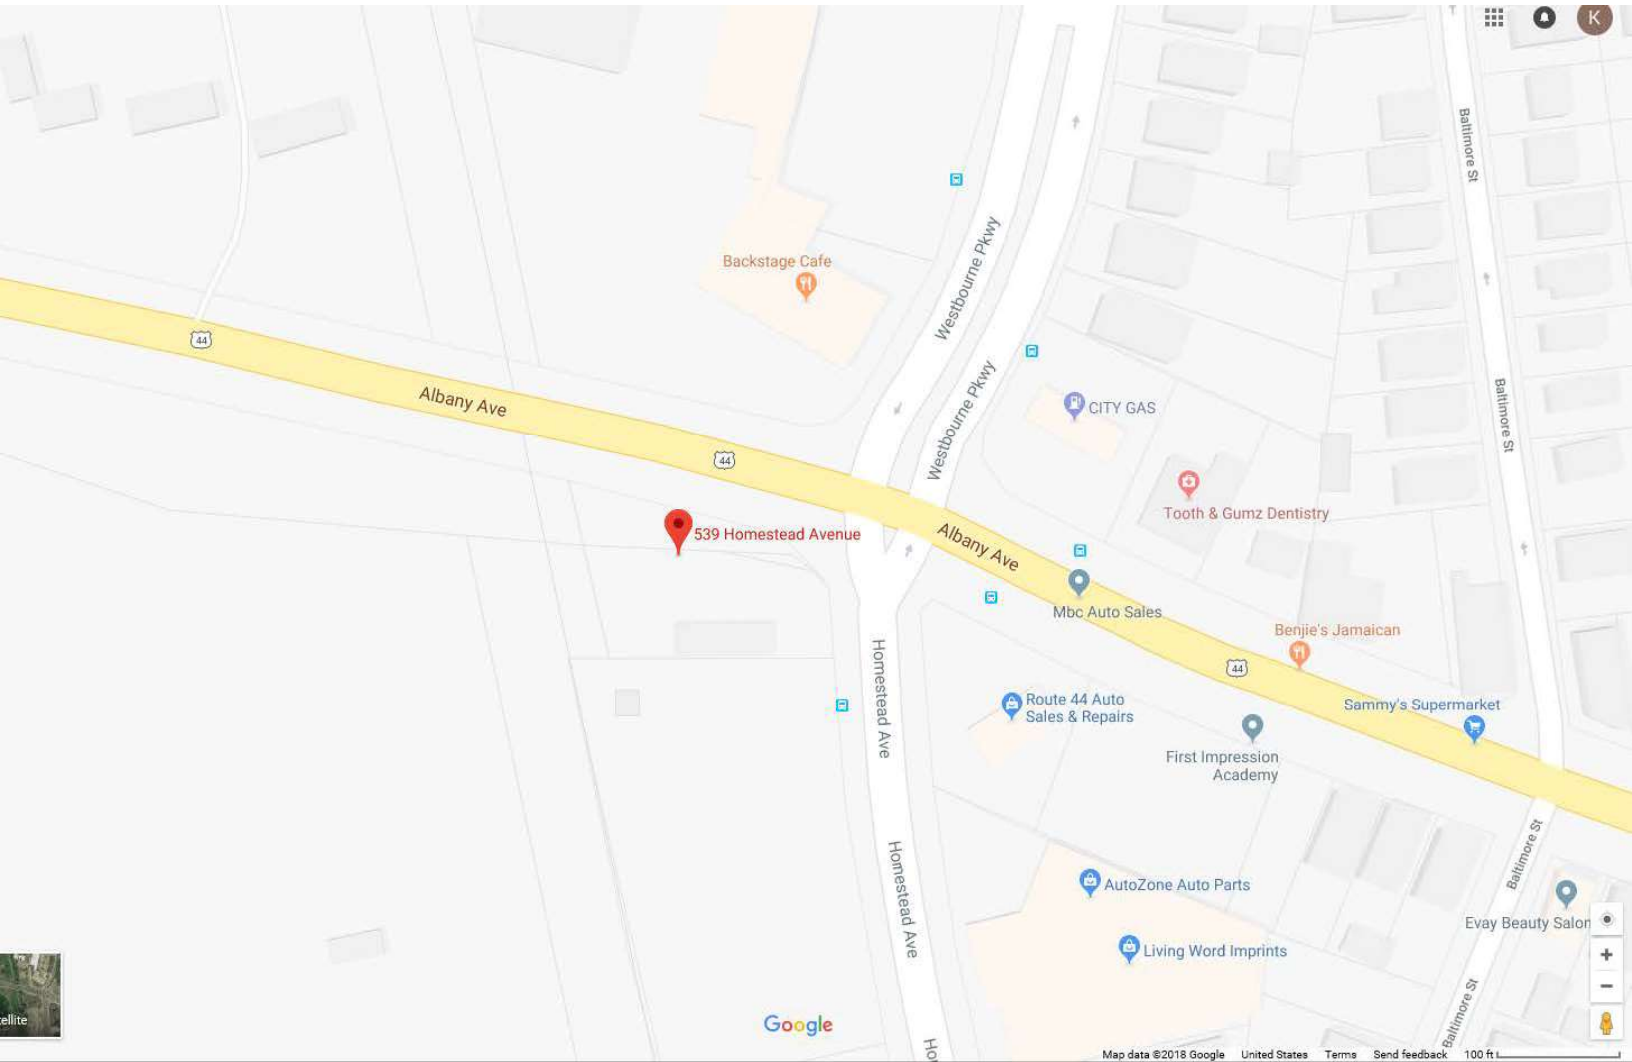 K
Baltimore St
Westbourne Pkwy
Backstage Cafe
44
Albany Ave
Westbourne Pkwy
CITY GAS
Baltimore St
44
Tooth & Gumz Dentistry
539 Homestead Avenue
Albany Ave
Mbc Auto Sales
Benjie's Jamaican
Homestead Ave
44
Route 44 Auto
Sales & Repairs
Sammy's Supermarket
First Impression
Academy
Homestead Ave
Baltimore St
AutoZone Auto Parts
Evay Beauty Salon
Living Word Imprints
Baltimore St
ellite
Google
Ho
Map data ©2018 Google United States Terms Send feedback 100 ft